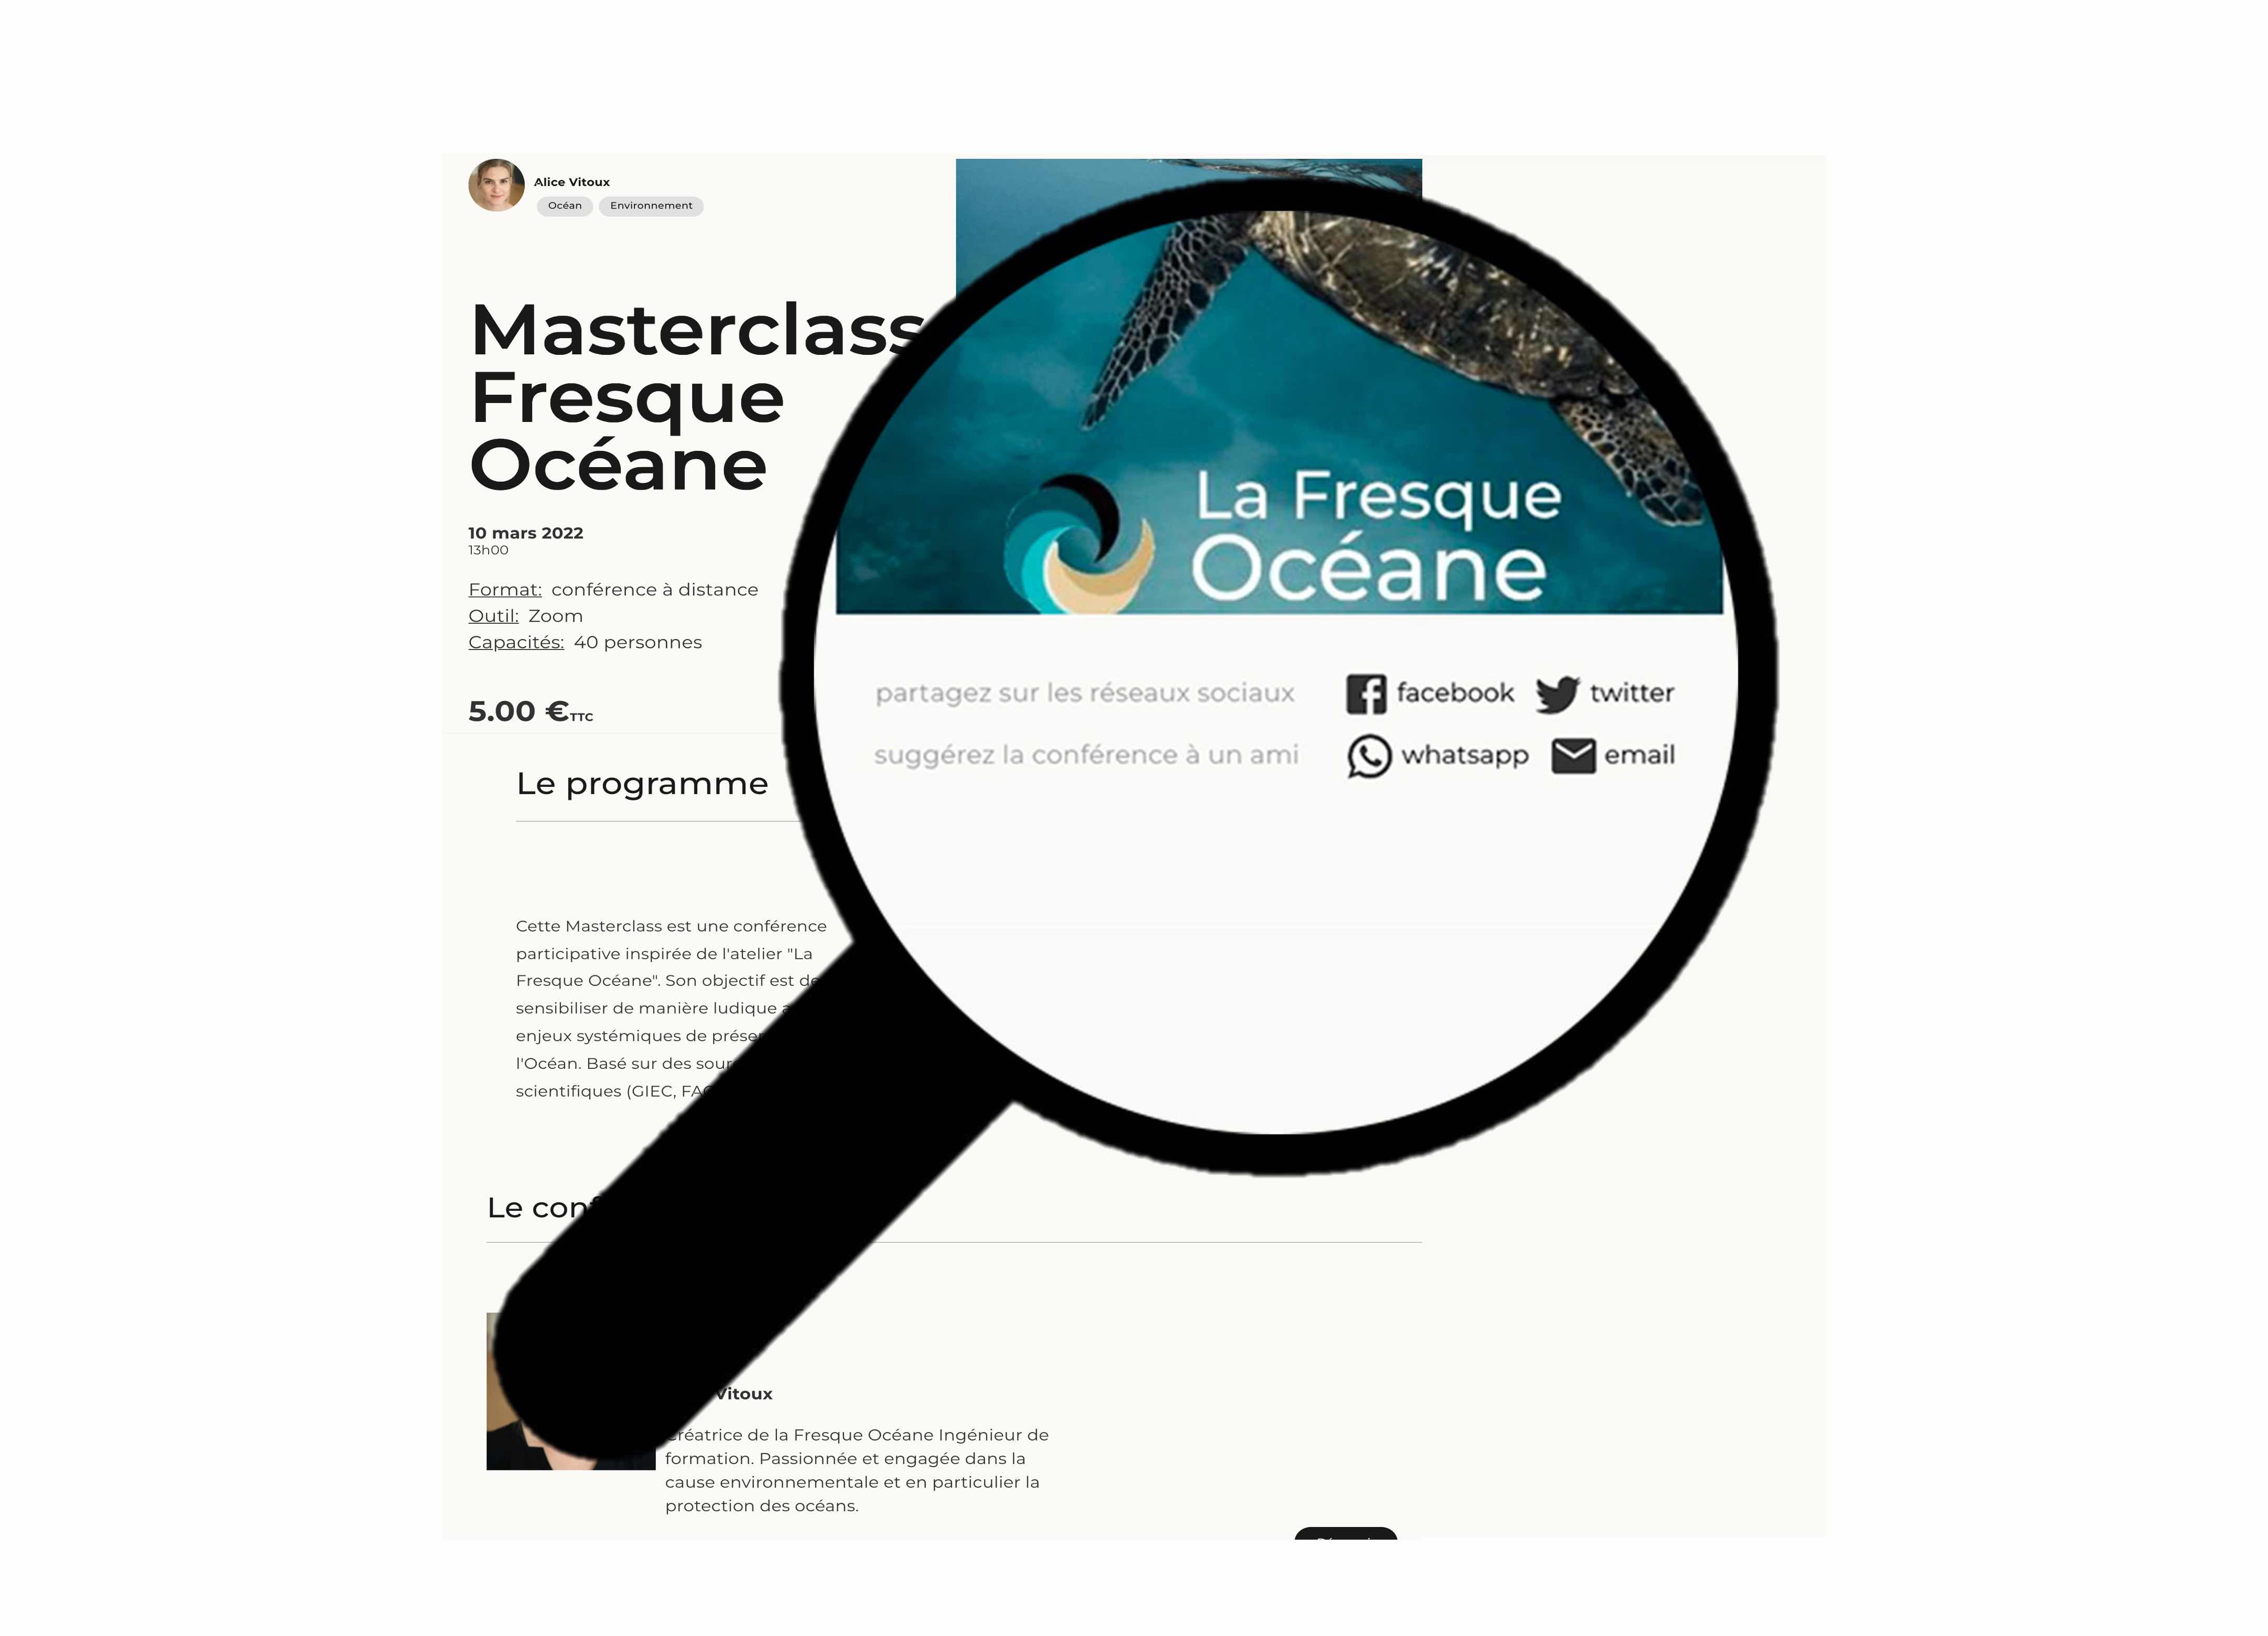 Alice Vitoux
Océan Environnement
Masterclass
Fresque
Océane
10 mars 2022
13h00
Format: conférence à distance
Outil: Zoom
Capacités: 40 personnes
5.00 €TTC
La Fresque
Océane
partagez sur les réseaux sociaux facebook twitter
suggérez la conférence à un ami whatsapp email
Le programme
Cette Masterclass est une conférence
participative inspirée de l'atelier "La
Fresque Océane". Son objectif est de
sensibiliser de manière ludique
enjeux systémiques de
l'Océan. Basé sur des
scientifiques (GIEC,
Le
Vitoux
Créatrice de la Fresque Océane Ingénieur de
formation. Passionnée et engagée dans la
cause environnementale et en particulier la
protection des océans.